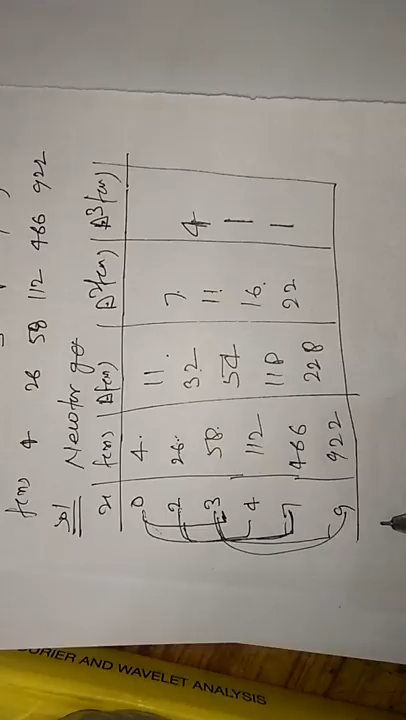 f(x) 4 26 58 112 466 922
sol Newton
x f(x) Δf(x) Δ²f(x) Δ³f(x)
0 4.
11.
2 26. 7.
32 4
3 58. 11.
54 1
4 112 16.
118 1
7 466 22
228
9 922
OURIER AND WAVELET ANALYSIS